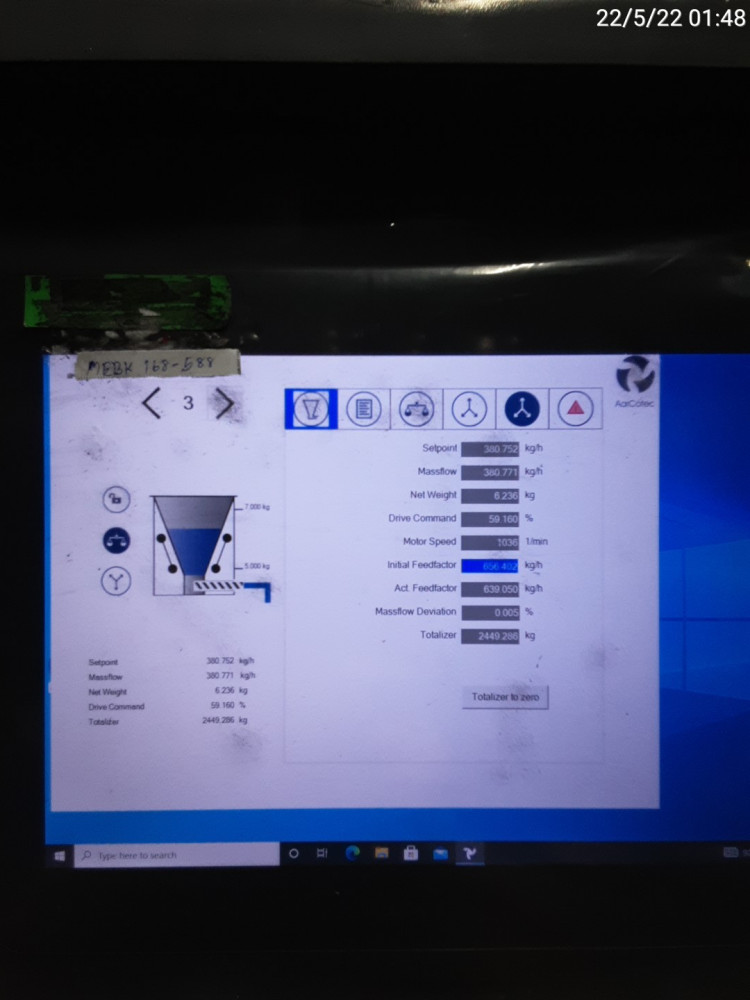 22/5/22 01:48
3
AarCotec
Setpoint 380.752 kg/h
Massflow 380.771 kg/h
Net Weight 6.236 kg
Drive Command 59.160 %
Motor Speed 1036 1/min
Initial Feedfactor 656.402 kg/h
Act. Feedfactor 639.050 kg/h
Massflow Deviation 0.005 %
Totalizer 2449.286 kg
Totalizer to zero
7.000 kg
5.000 kg
Setpoint 380.752 kg/h
Massflow 380.771 kg/h
Net Weight 6.236 kg
Drive Command 59.160 %
Totalizer 2449.286 kg
Type here to search